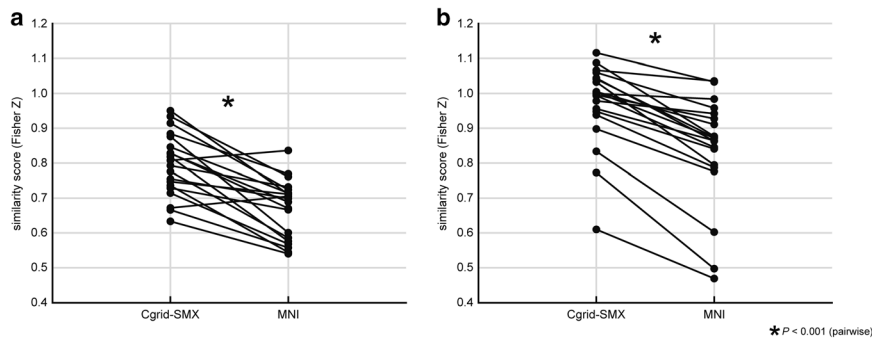 a
similarity score (Fisher Z)
1.2
1.1
1.0
0.9
0.8
0.7
0.6
0.5
0.4
*
Cgrid-SMX MNI
b
similarity score (Fisher Z)
1.2
1.1
1.0
0.9
0.8
0.7
0.6
0.5
0.4
*
Cgrid-SMX MNI
* P < 0.001 (pairwise)